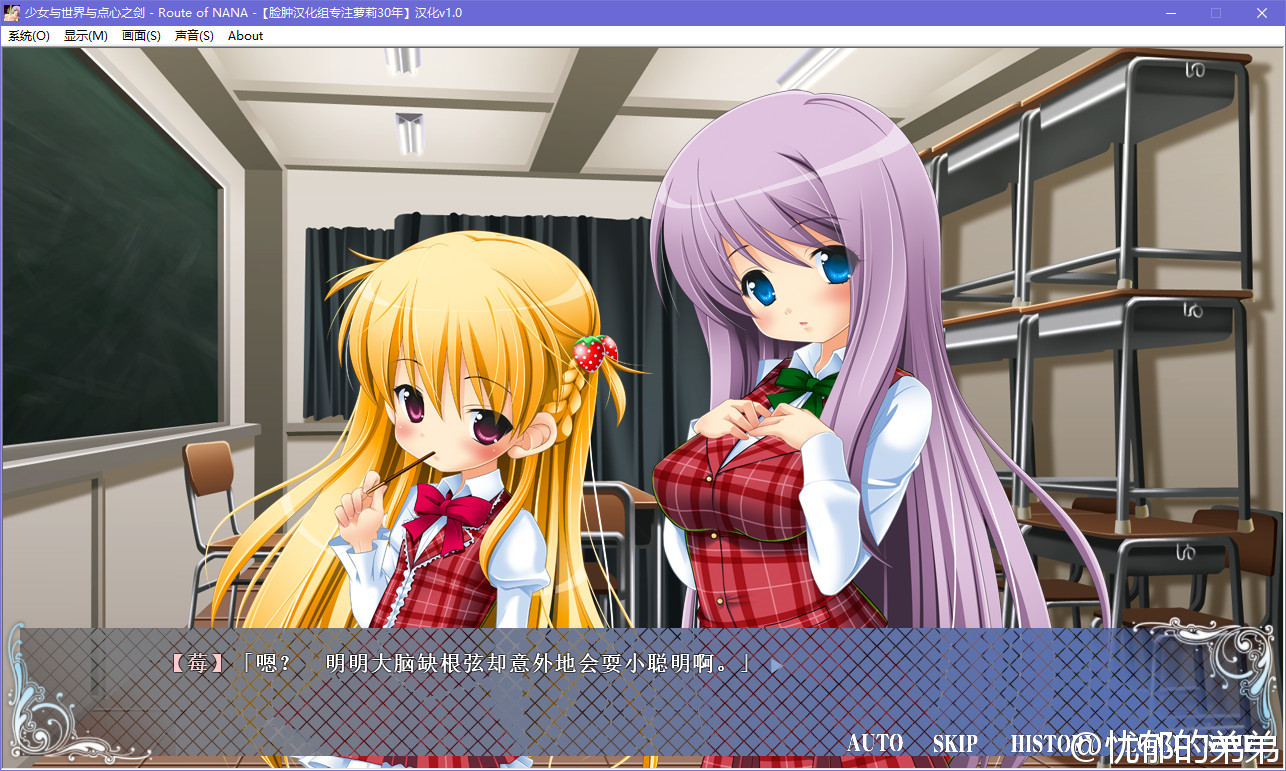 少女与世界与点心之剑 - Route of NANA -【脸肿汉化组专注萝莉30年】汉化v1.0
系统(O) 显示(M) 画面(S) 声音(S) About
【莓】「嗯？　明明大脑缺根弦却意外地会耍小聪明啊。」
AUTO SKIP HISTORY
@忧郁的弟弟